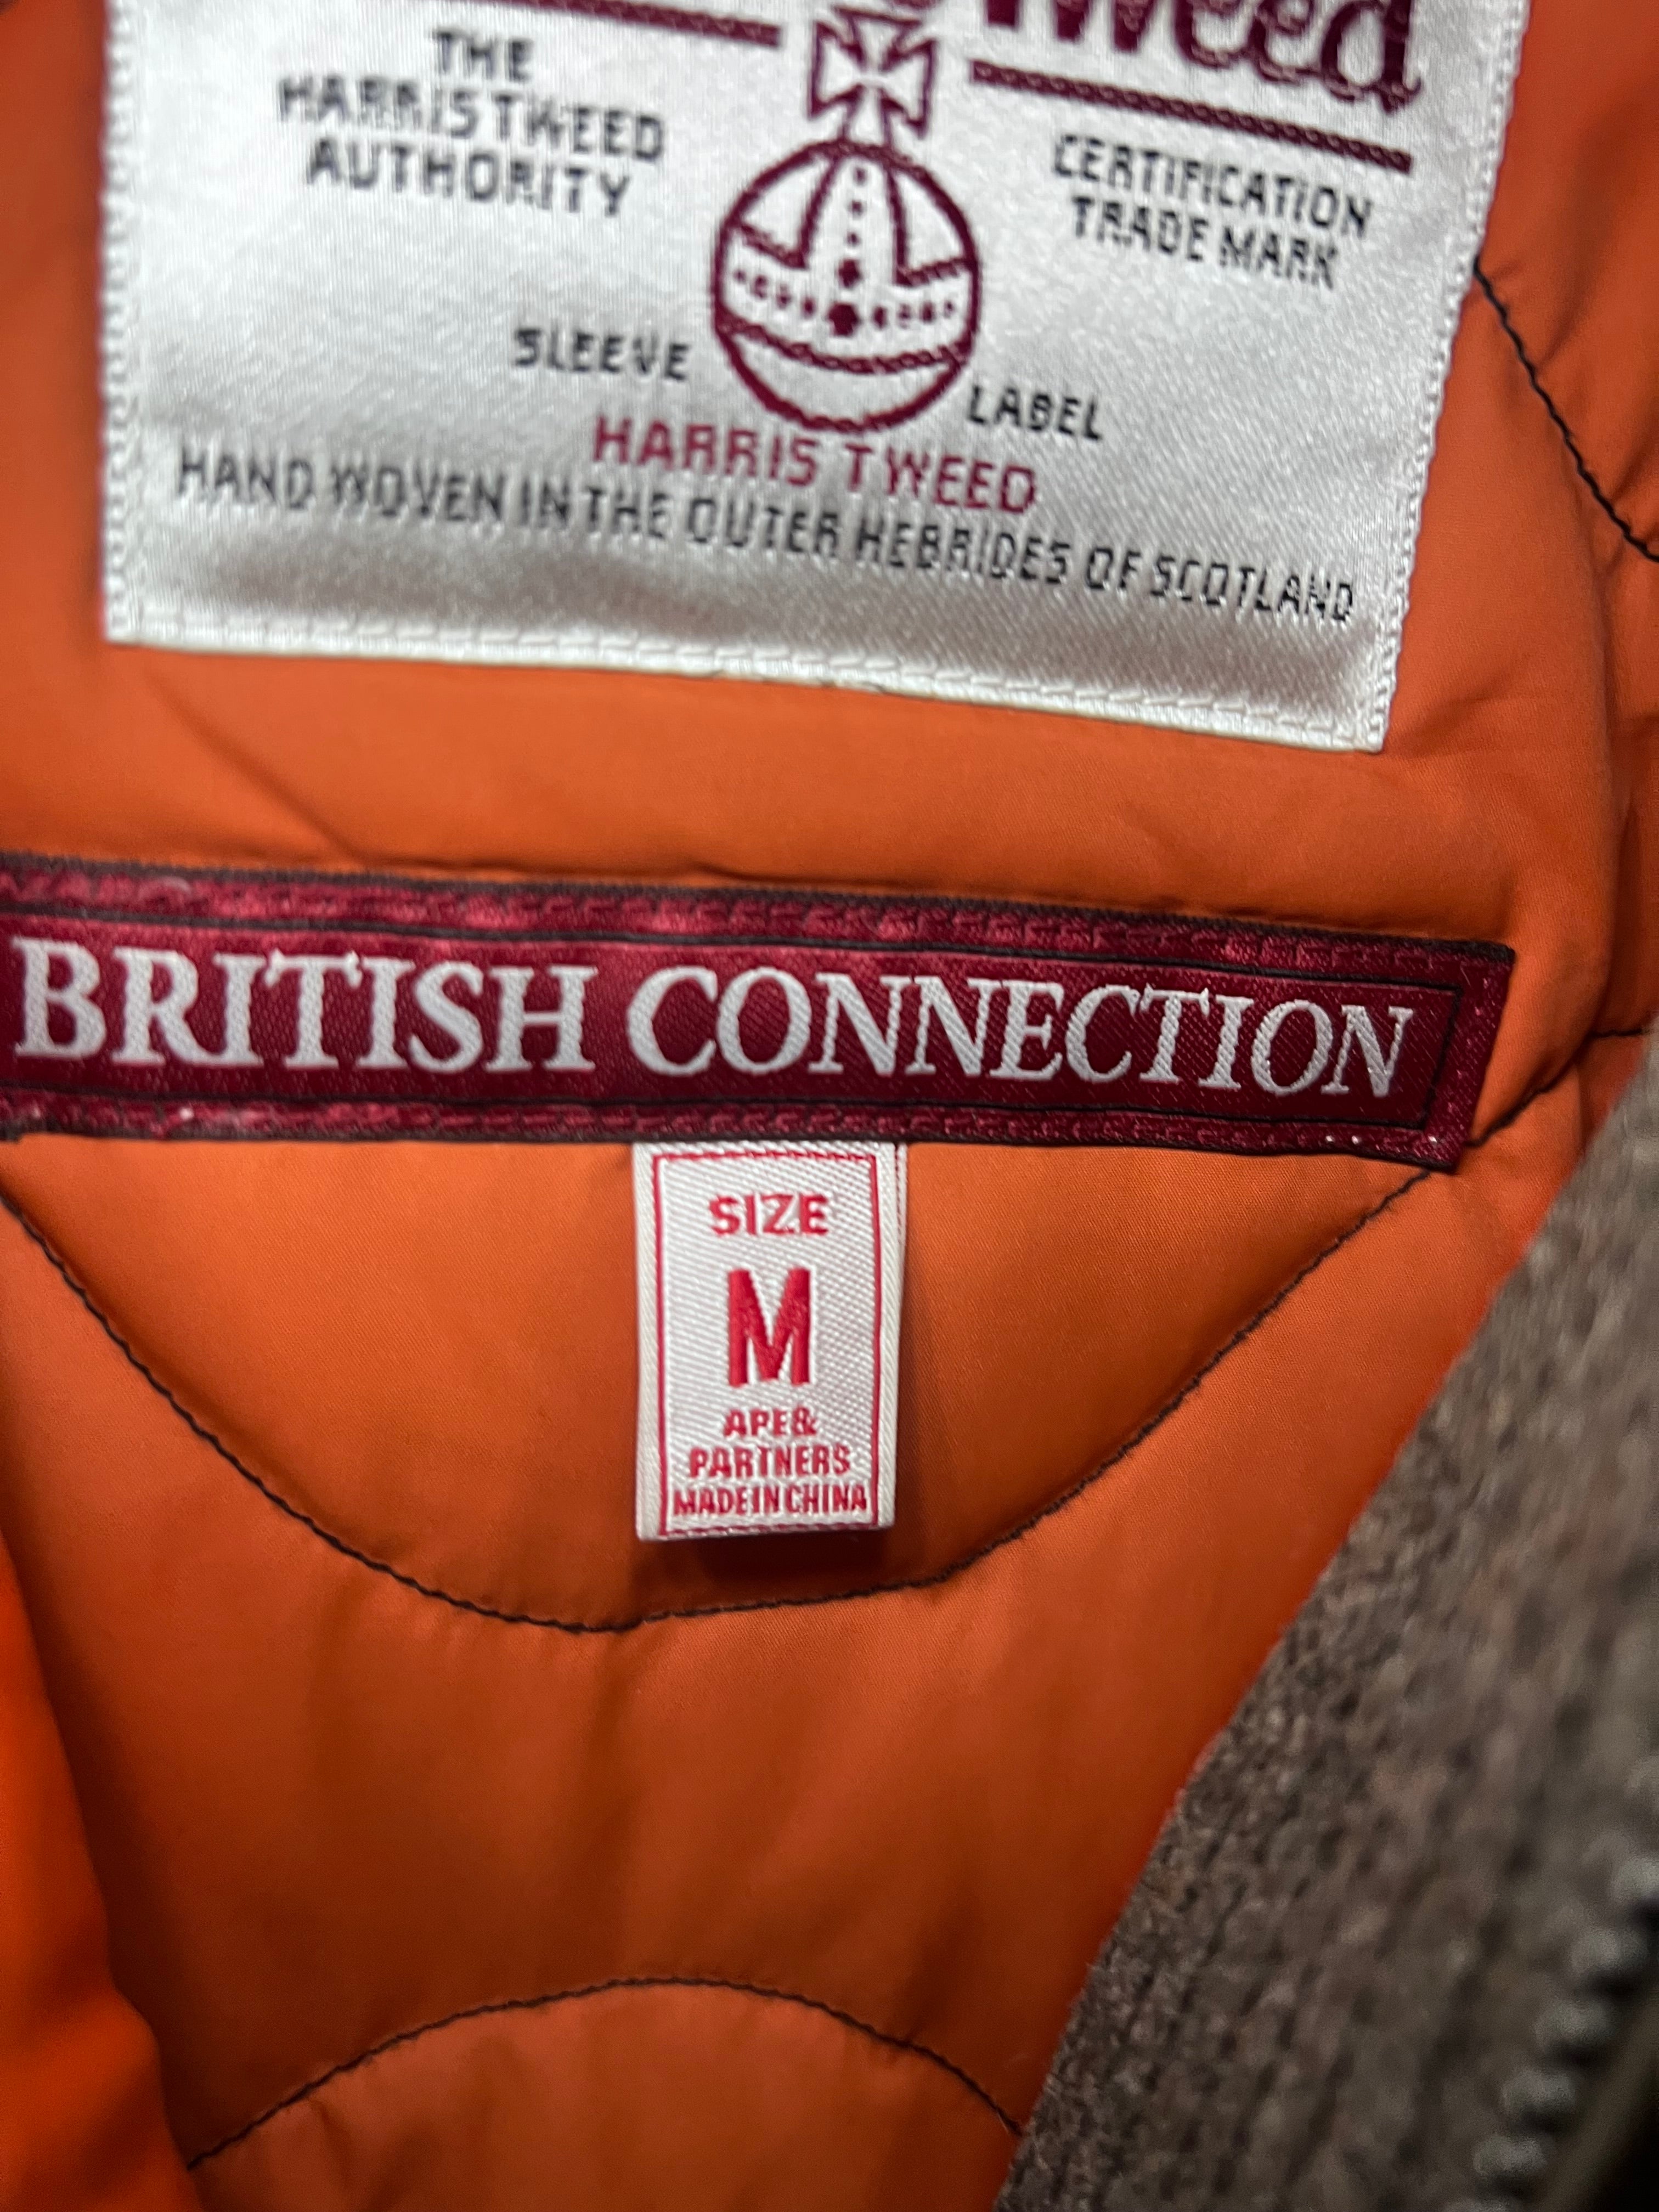 Tweed
THE
HARRIS TWEED
AUTHORITY
CERTIFICATION
TRADE MARK
SLEEVE
LABEL
HARRIS TWEED
HAND WOVEN IN THE OUTER HEBRIDES OF SCOTLAND
BRITISH CONNECTION
SIZE
M
APE&
PARTNERS
MADE IN CHINA